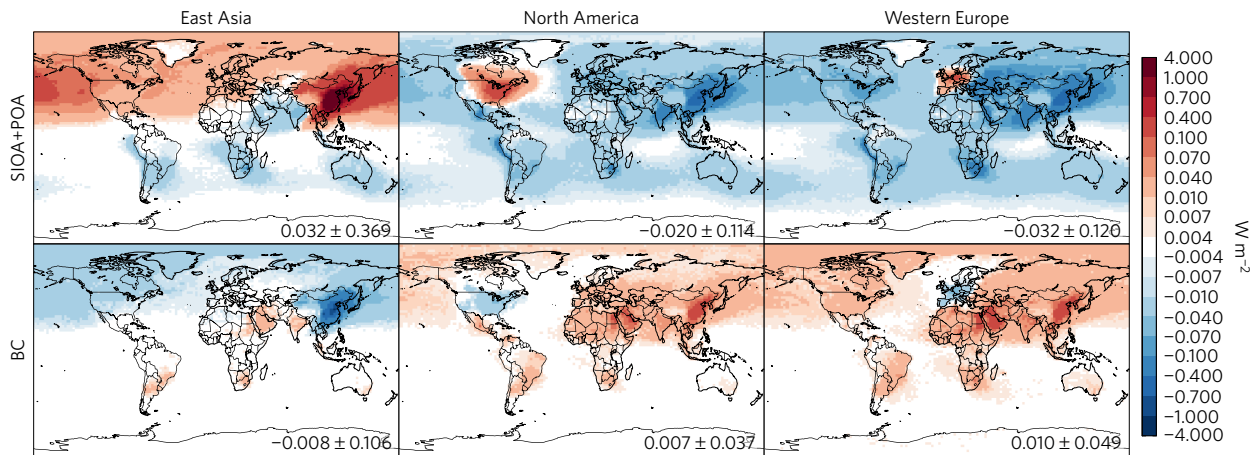 East Asia
North America
Western Europe
SIOA+POA
0.032 ± 0.369
−0.020 ± 0.114
−0.032 ± 0.120
BC
−0.008 ± 0.106
0.007 ± 0.037
0.010 ± 0.049
4.000
1.000
0.700
0.400
0.100
0.070
0.040
0.010
0.007
0.004
−0.004
−0.007
−0.010
−0.040
−0.070
−0.100
−0.400
−0.700
−1.000
−4.000
W m−2